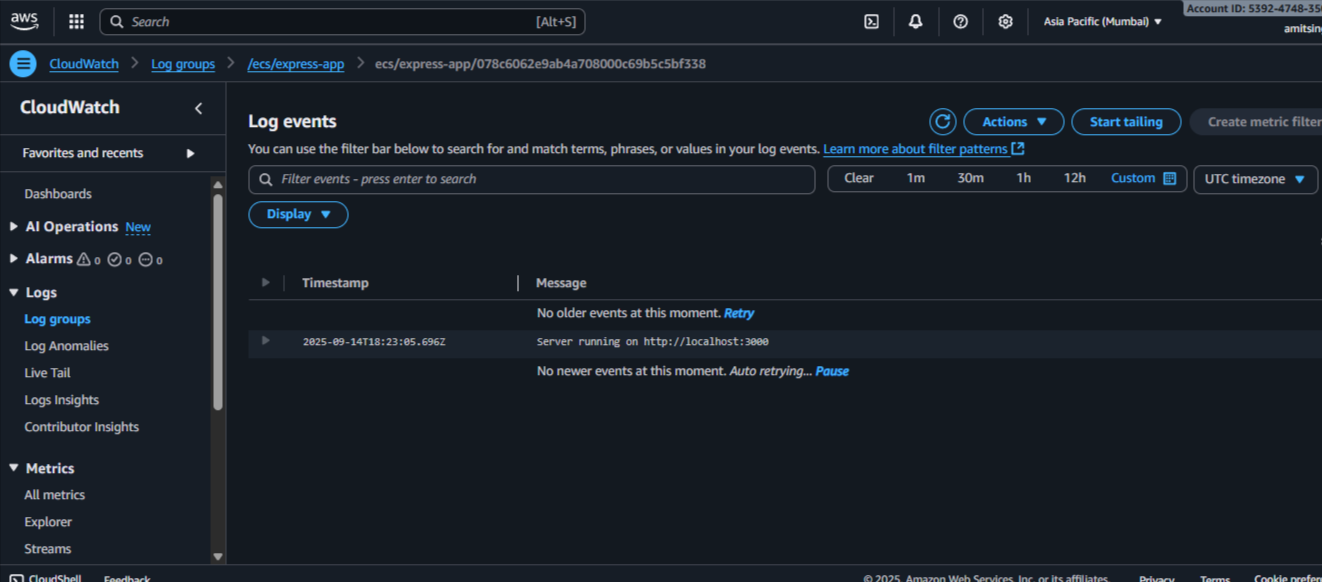 aws Search [Alt+S] Asia Pacific (Mumbai) Account ID: 5392-4748-
CloudWatch > Log groups > /ecs/express-app > ecs/express-app/078c6062e9ab4a708000c69b5c5bf338
CloudWatch
Favorites and recents
Dashboards
AI Operations New
Alarms 0 0 0
Logs
Log groups
Log Anomalies
Live Tail
Logs Insights
Contributor Insights
Metrics
All metrics
Explorer
Streams
Log events
Actions Start tailing Create metric filter
You can use the filter bar below to search for and match terms, phrases, or values in your log events. Learn more about filter patterns
Filter events - press enter to search Clear 1m 30m 1h 12h Custom UTC timezone
Display
Timestamp Message
No older events at this moment. Retry
2025-09-14T18:23:05.696Z Server running on http://localhost:3000
No newer events at this moment. Auto retrying... Pause
CloudShell Feedback © 2025, Amazon Web Services, Inc. or its affiliates. Privacy Terms Cookie